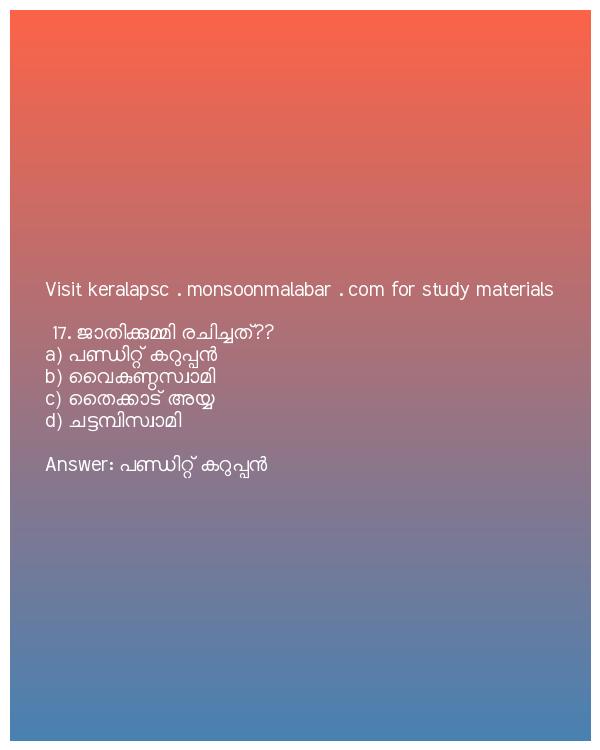 Visit keralapsc . monsoonmalabar . com for study materials
17. ജാതിക്കുമ്മി രചിച്ചത്??
a) പണ്ഡിറ്റ് കറുപ്പൻ
b) വൈകുണ്ഠസ്വാമി
c) തൈക്കാട് അയ്യ
d) ചട്ടമ്പിസ്വാമി
Answer: പണ്ഡിറ്റ് കറുപ്പൻ